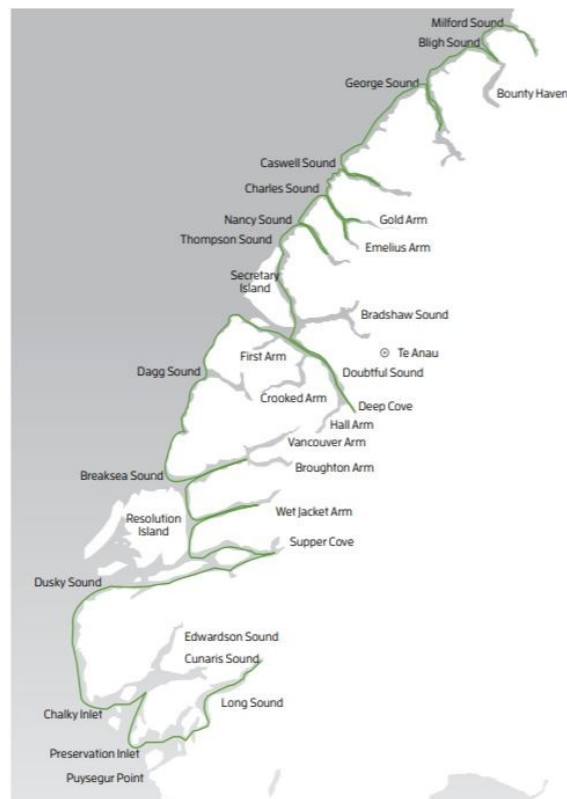 Milford Sound
Bligh Sound
George Sound
Bounty Haven
Caswell Sound
Charles Sound
Nancy Sound
Gold Arm
Thompson Sound
Emelius Arm
Secretary
Island
Bradshaw Sound
First Arm
Te Anau
Dagg Sound
Doubtful Sound
Crooked Arm
Deep Cove
Hall Arm
Vancouver Arm
Breaksea Sound
Broughton Arm
Resolution
Island
Wet Jacket Arm
Supper Cove
Dusky Sound
Edwardson Sound
Cunaris Sound
Long Sound
Chalky Inlet
Preservation Inlet
Puysegur Point